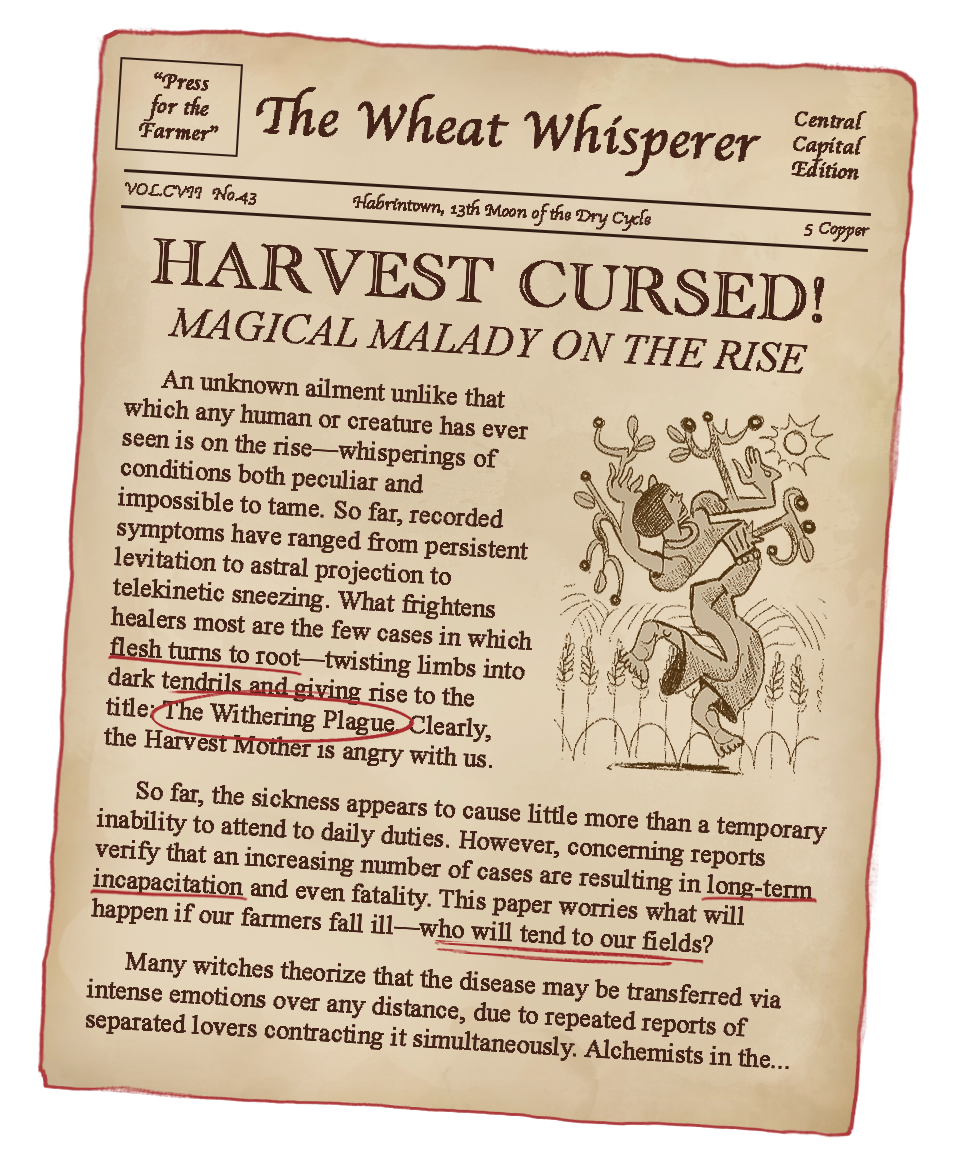 “Press
for the
Farmer”
The Wheat Whisperer
Central
Capital
Edition
VOL.CVII No.43
Habrintown, 13th Moon of the Dry Cycle
5 Copper
HARVEST CURSED!
MAGICAL MALADY ON THE RISE
An unknown ailment unlike that
which any human or creature has ever
seen is on the rise—whisperings of
conditions both peculiar and
impossible to tame. So far, recorded
symptoms have ranged from persistent
levitation to astral projection to
telekinetic sneezing. What frightens
healers most are the few cases in which
flesh turns to root—twisting limbs into
dark tendrils and giving rise to the
title: The Withering Plague. Clearly,
the Harvest Mother is angry with us.
So far, the sickness appears to cause little more than a temporary
inability to attend to daily duties. However, concerning reports
verify that an increasing number of cases are resulting in long-term
incapacitation and even fatality. This paper worries what will
happen if our farmers fall ill—who will tend to our fields?
Many witches theorize that the disease may be transferred via
intense emotions over any distance, due to repeated reports of
separated lovers contracting it simultaneously. Alchemists in the...